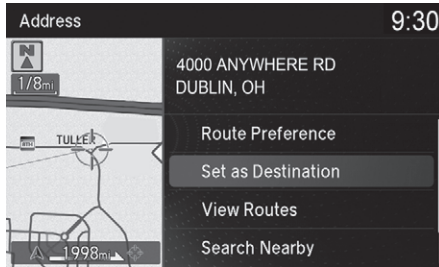 Address
9:30
N
1/8mi
4000 ANYWHERE RD
DUBLIN, OH
TULLER
Route Preference
Set as Destination
View Routes
Search Nearby
1998mi